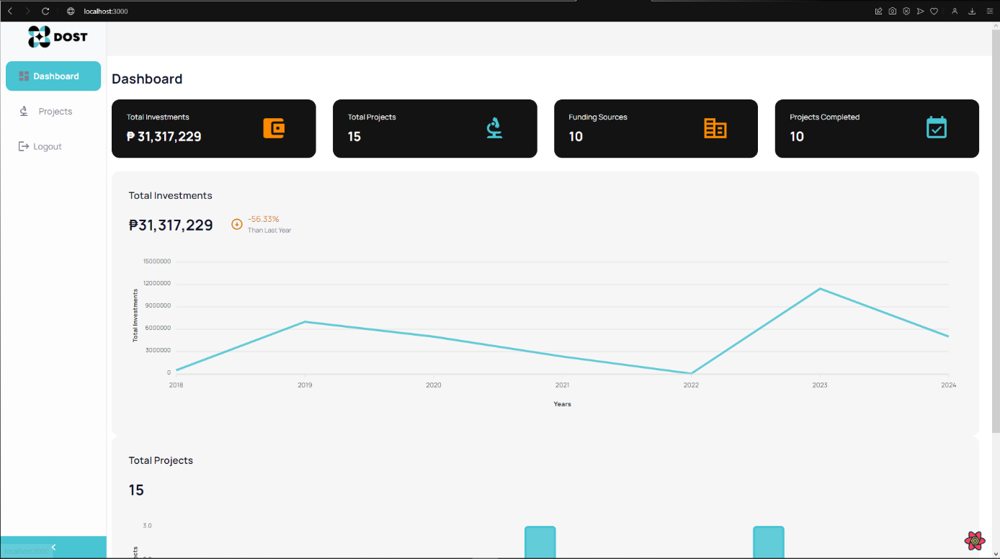 localhost:3000
DOST
Dashboard
Projects
Logout
Dashboard
Total Investments
₱ 31,317,229
Total Projects
15
Funding Sources
10
Projects Completed
10
Total Investments
₱31,317,229
-56.33%
Than Last Year
15000000
12000000
9000000
6000000
3000000
0
Total Investments
2018 2019 2020 2021 2022 2023 2024
Years
Total Projects
15
3.0
localhost:3000